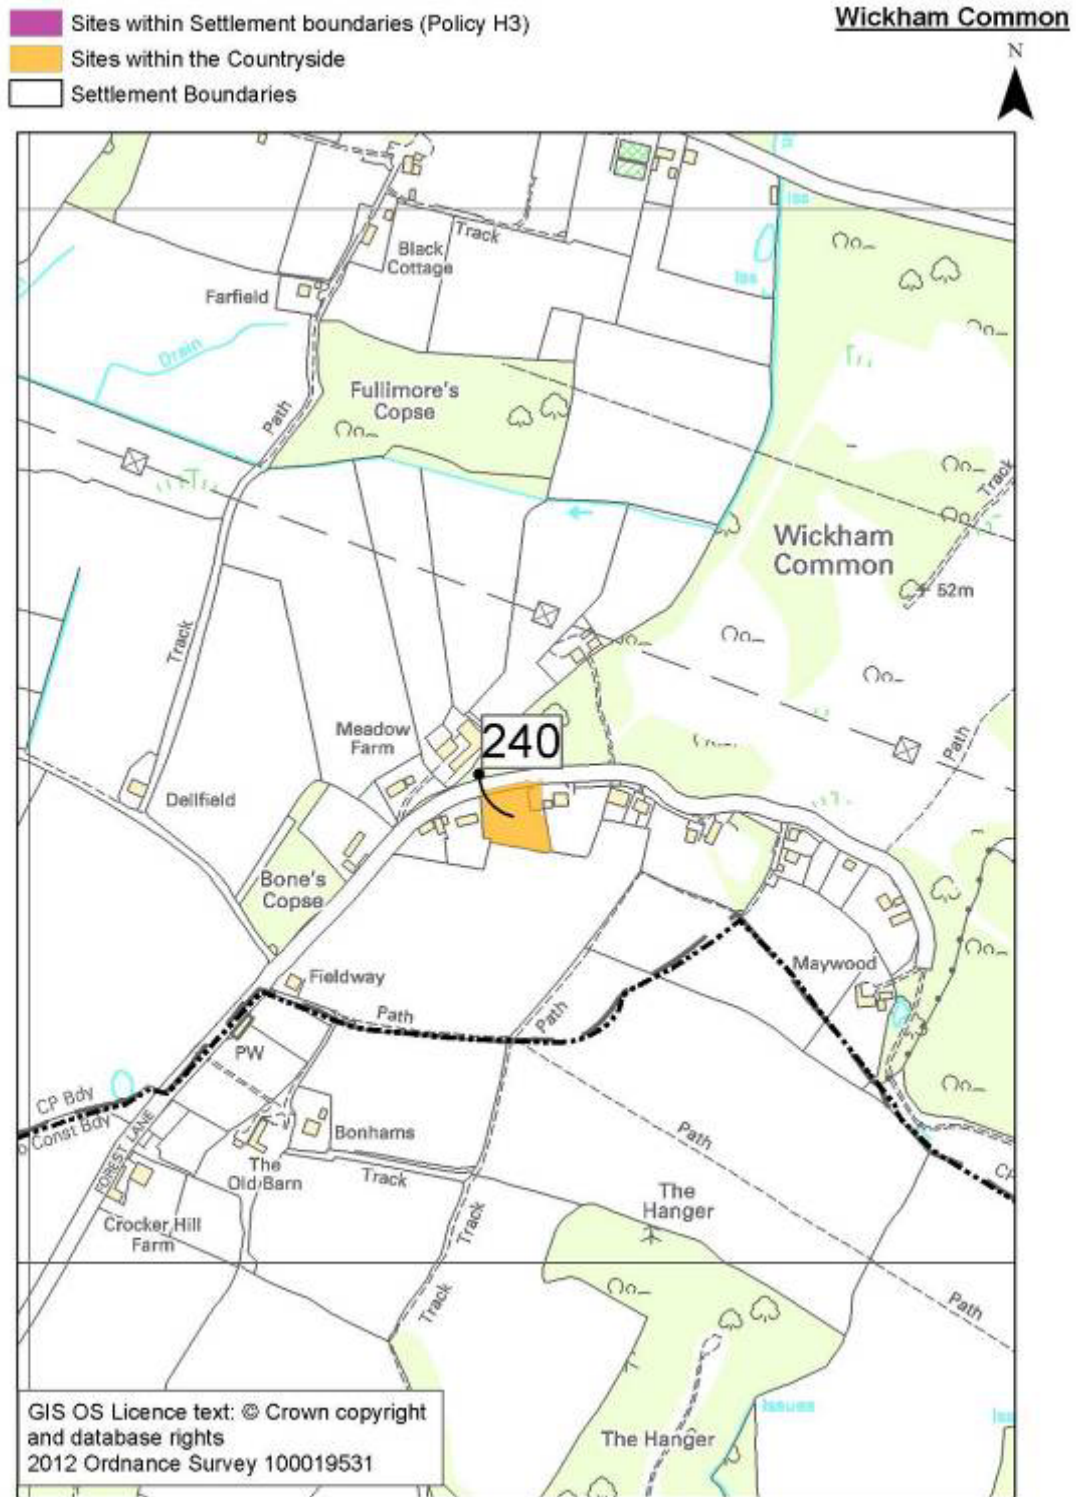 Sites within Settlement boundaries (Policy H3)
Wickham Common
Sites within the Countryside
N
Settlement Boundaries
Iss
Track
Black
Cottage
Iss
Farfield
Drain
Path
Fullimore's
Copse
Track
Wickham
Common
52m
Track
Meadow
Farm
240
Path
Dellfield
Bone's
Copse
Maywood
Fieldway
Path
Path
PW
CP Bdy
Const Bdy
FOREST LANE
Bonhams
Path
The
Old Barn
Track
CP
The
Hanger
Track
Crocker Hill
Farm
Track
Path
GIS OS Licence text: © Crown copyright
and database rights
2012 Ordnance Survey 100019531
Issues
The Hanger